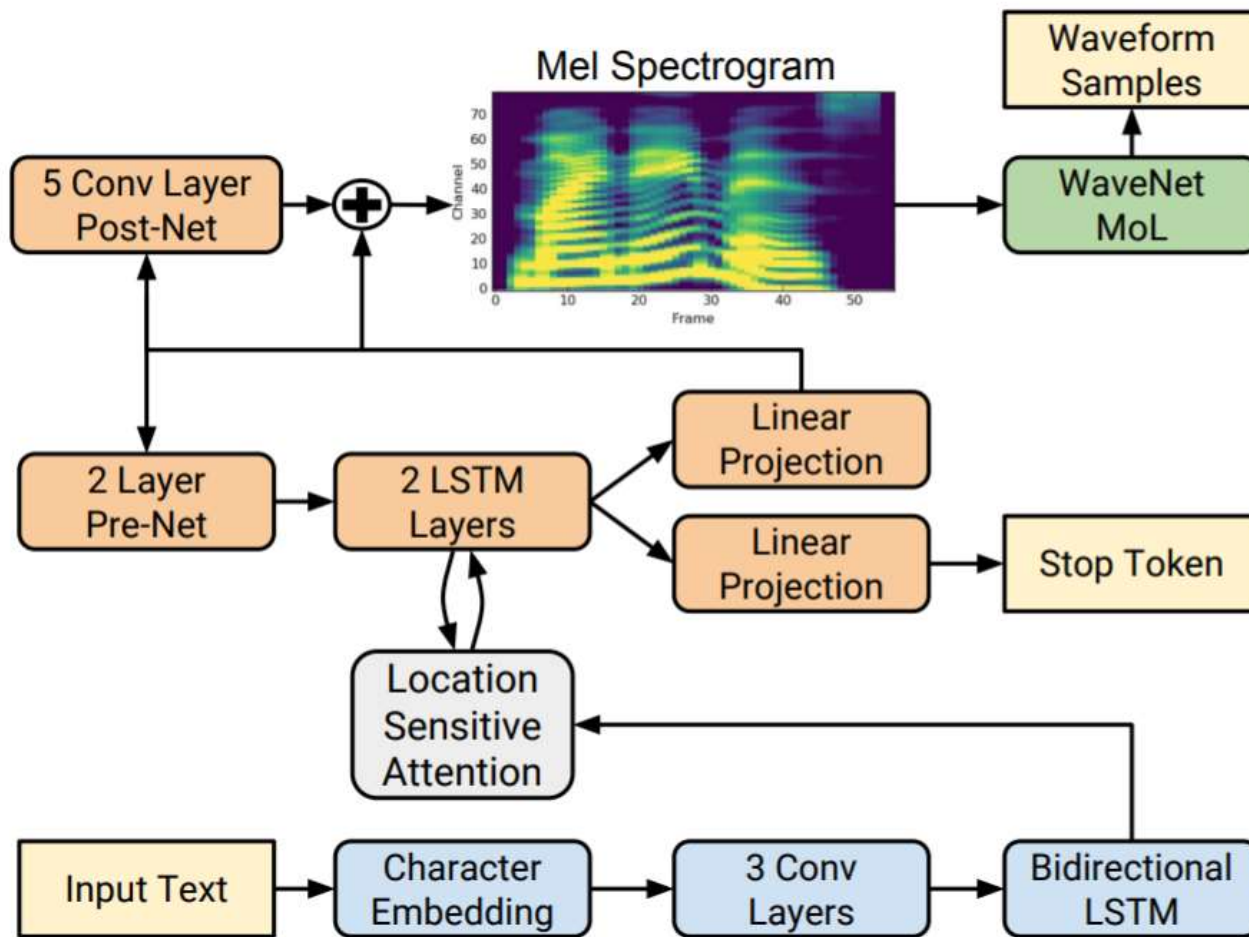 Waveform
Samples
Mel Spectrogram
5 Conv Layer
Post-Net
Channel
70
60
50
40
30
20
10
0
0 10 20 30 40 50
Frame
WaveNet
MoL
2 Layer
Pre-Net
2 LSTM
Layers
Linear
Projection
Linear
Projection
Stop Token
Location
Sensitive
Attention
Input Text
Character
Embedding
3 Conv
Layers
Bidirectional
LSTM